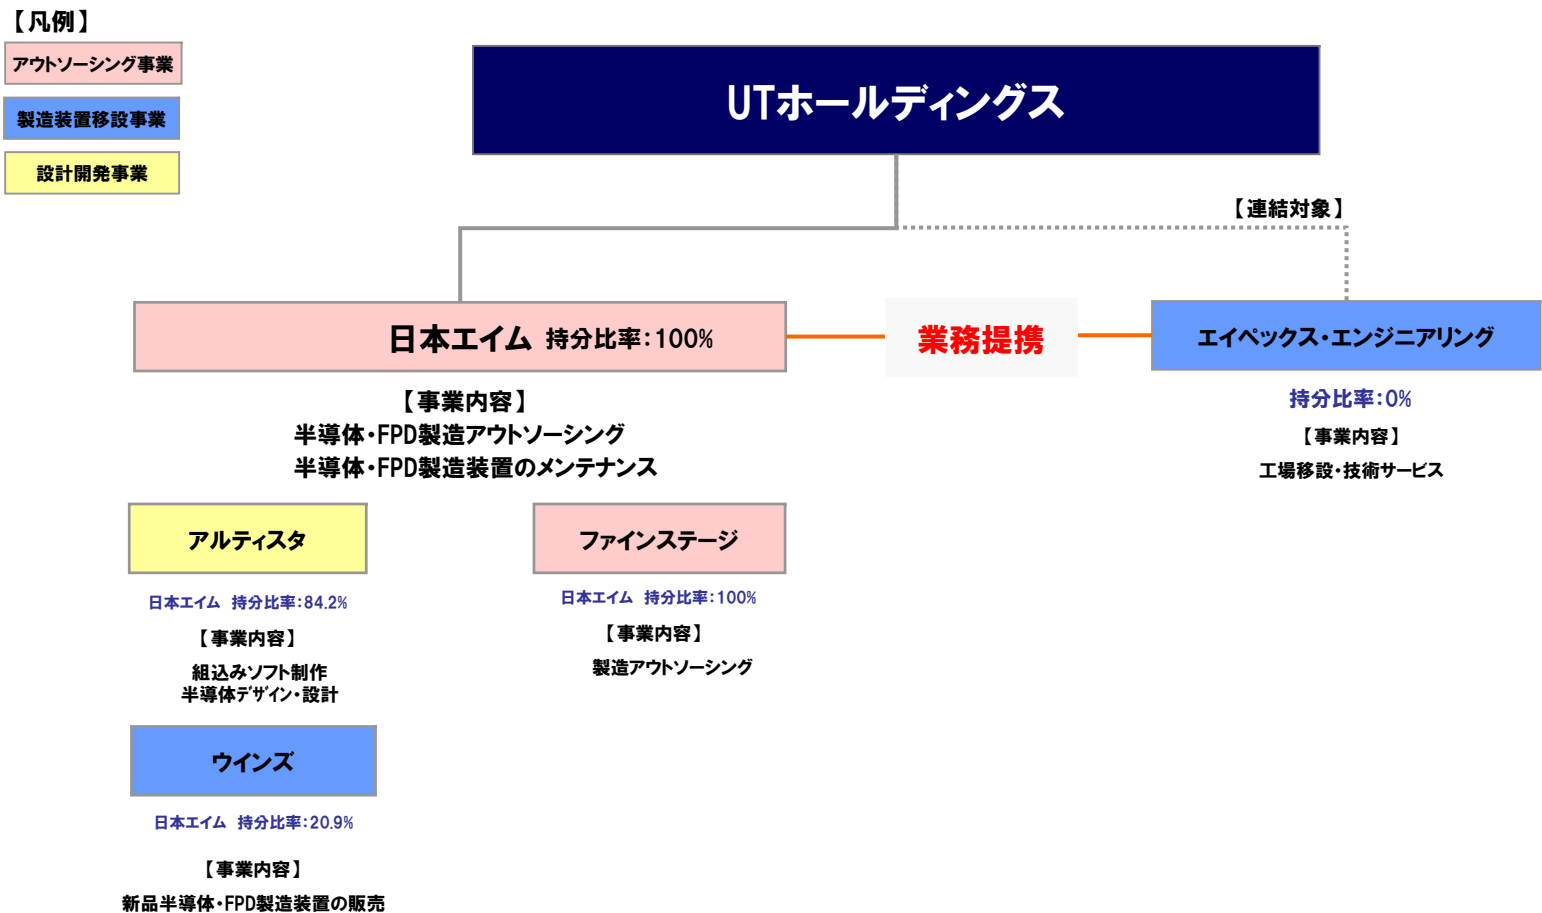 【凡例】
アウトソーシング事業
製造装置移設事業
設計開発事業
UTホールディングス
【連結対象】
日本エイム 持分比率：100%
業務提携
エイペックス・エンジニアリング
持分比率：0%
【事業内容】
工場移設・技術サービス
【事業内容】
半導体・FPD製造アウトソーシング
半導体・FPD製造装置のメンテナンス
アルティスタ
日本エイム 持分比率：84.2%
【事業内容】
組込みソフト制作
半導体ﾃﾞｻﾞｲﾝ・設計
ファインステージ
日本エイム 持分比率：100%
【事業内容】
製造アウトソーシング
ウインズ
日本エイム 持分比率：20.9%
【事業内容】
新品半導体・FPD製造装置の販売